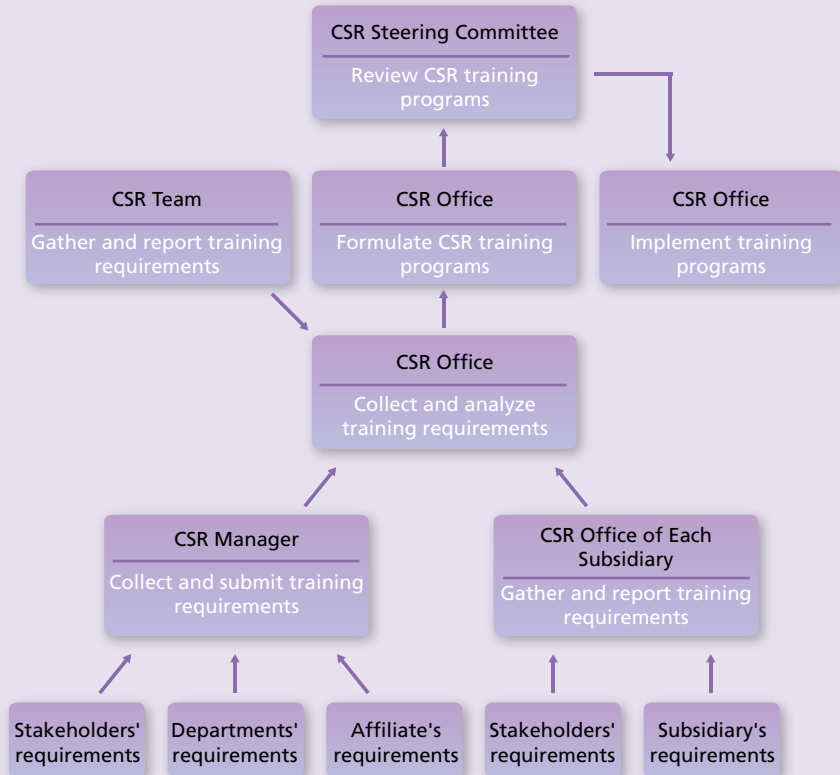 CSR Steering Committee
Review CSR training
programs
CSR Team
Gather and report training
requirements
CSR Office
Formulate CSR training
programs
CSR Office
Implement training
programs
CSR Office
Collect and analyze
training requirements
CSR Manager
Collect and submit training
requirements
CSR Office of Each
Subsidiary
Gather and report training
requirements
Stakeholders'
requirements
Departments'
requirements
Affiliate's
requirements
Stakeholders'
requirements
Subsidiary's
requirements